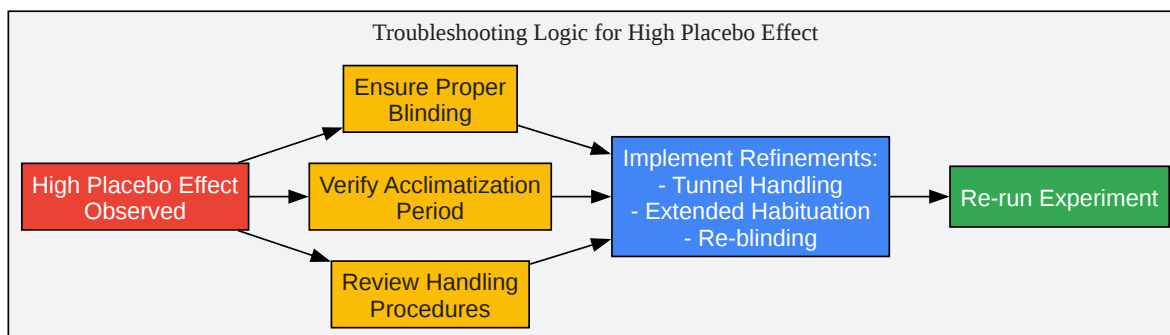 Troubleshooting Logic for High Placebo Effect
High Placebo Effect
Observed
Ensure Proper
Blinding
Verify Acclimatization
Period
Review Handling
Procedures
Implement Refinements:
- Tunnel Handling
- Extended Habituation
- Re-blinding
Re-run Experiment